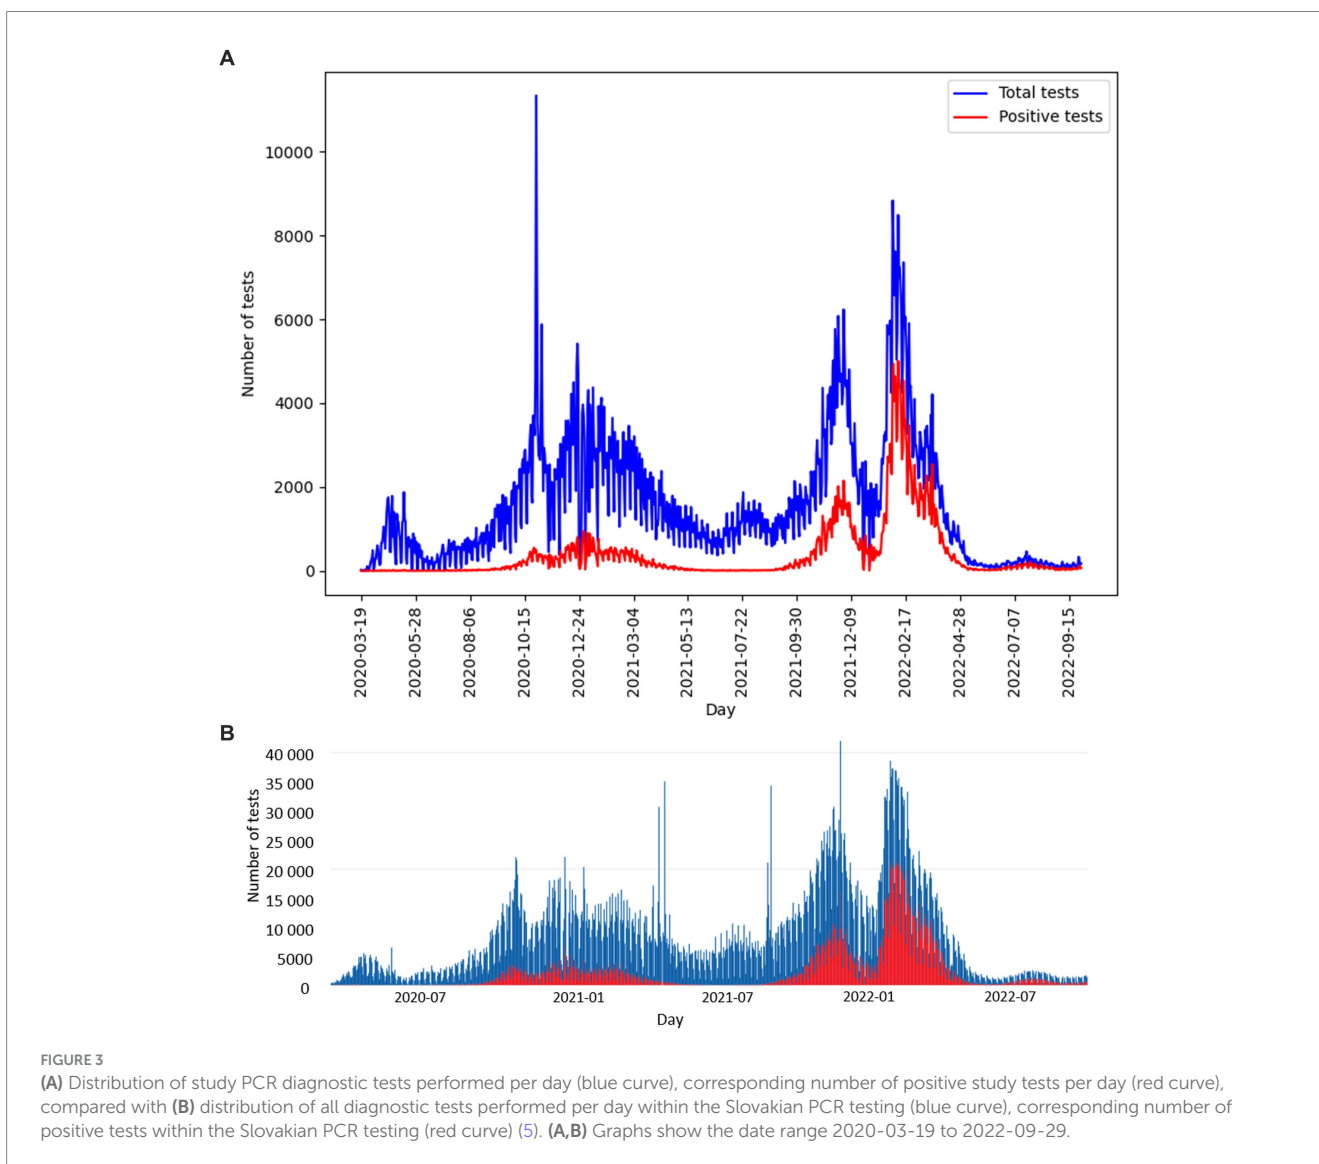 A
Total tests
Positive tests
10000
8000
6000
4000
2000
0
Number of tests
2020-03-19
2020-05-28
2020-08-06
2020-10-15
2020-12-24
2021-03-04
2021-05-13
2021-07-22
2021-09-30
2021-12-09
2022-02-17
2022-04-28
2022-07-07
2022-09-15
Day
B
40 000
35 000
30 000
25 000
20 000
15 000
10 000
5000
0
Number of tests
2020-07
2021-01
2021-07
2022-01
2022-07
Day
FIGURE 3
(A) Distribution of study PCR diagnostic tests performed per day (blue curve), corresponding number of positive study tests per day (red curve),
compared with (B) distribution of all diagnostic tests performed per day within the Slovakian PCR testing (blue curve), corresponding number of
positive tests within the Slovakian PCR testing (red curve) (5). (A,B) Graphs show the date range 2020-03-19 to 2022-09-29.